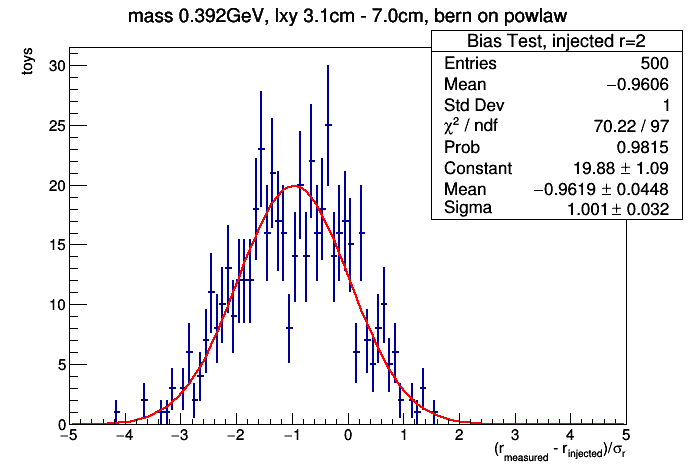 mass 0.392GeV, lxy 3.1cm - 7.0cm, bern on powlaw
Bias Test, injected r=2
Entries 500
Mean −0.9606
Std Dev 1
χ² / ndf 70.22 / 97
Prob 0.9815
Constant 19.88 ± 1.09
Mean −0.9619 ± 0.0448
Sigma 1.001 ± 0.032
toys
30
25
20
15
10
5
0
−5 −4 −3 −2 −1 0 1 2 3 4 5
(r_measured - r_injected)/σ_r